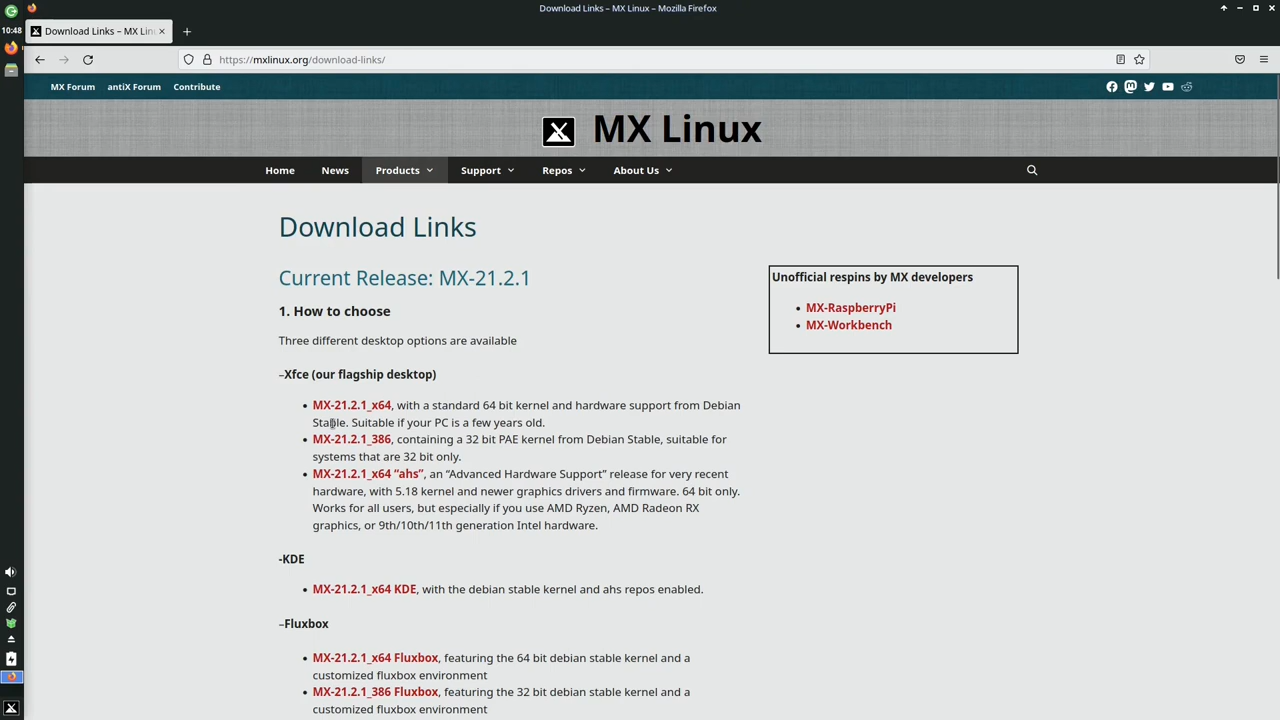 Download Links – MX Linux – Mozilla Firefox
10:48
Download Links – MX Lin
https://mxlinux.org/download-links/
MX Forum antiX Forum Contribute
MX Linux
Home News Products Support Repos About Us
Download Links
Current Release: MX-21.2.1
Unofficial respins by MX developers
• MX-RaspberryPi
• MX-Workbench
1. How to choose
Three different desktop options are available
–Xfce (our flagship desktop)
• MX-21.2.1_x64, with a standard 64 bit kernel and hardware support from Debian
Stable. Suitable if your PC is a few years old.
• MX-21.2.1_386, containing a 32 bit PAE kernel from Debian Stable, suitable for
systems that are 32 bit only.
• MX-21.2.1_x64 “ahs”, an “Advanced Hardware Support” release for very recent
hardware, with 5.18 kernel and newer graphics drivers and firmware. 64 bit only.
Works for all users, but especially if you use AMD Ryzen, AMD Radeon RX
graphics, or 9th/10th/11th generation Intel hardware.
-KDE
• MX-21.2.1_x64 KDE, with the debian stable kernel and ahs repos enabled.
–Fluxbox
• MX-21.2.1_x64 Fluxbox, featuring the 64 bit debian stable kernel and a
customized fluxbox environment
• MX-21.2.1_386 Fluxbox, featuring the 32 bit debian stable kernel and a
customized fluxbox environment